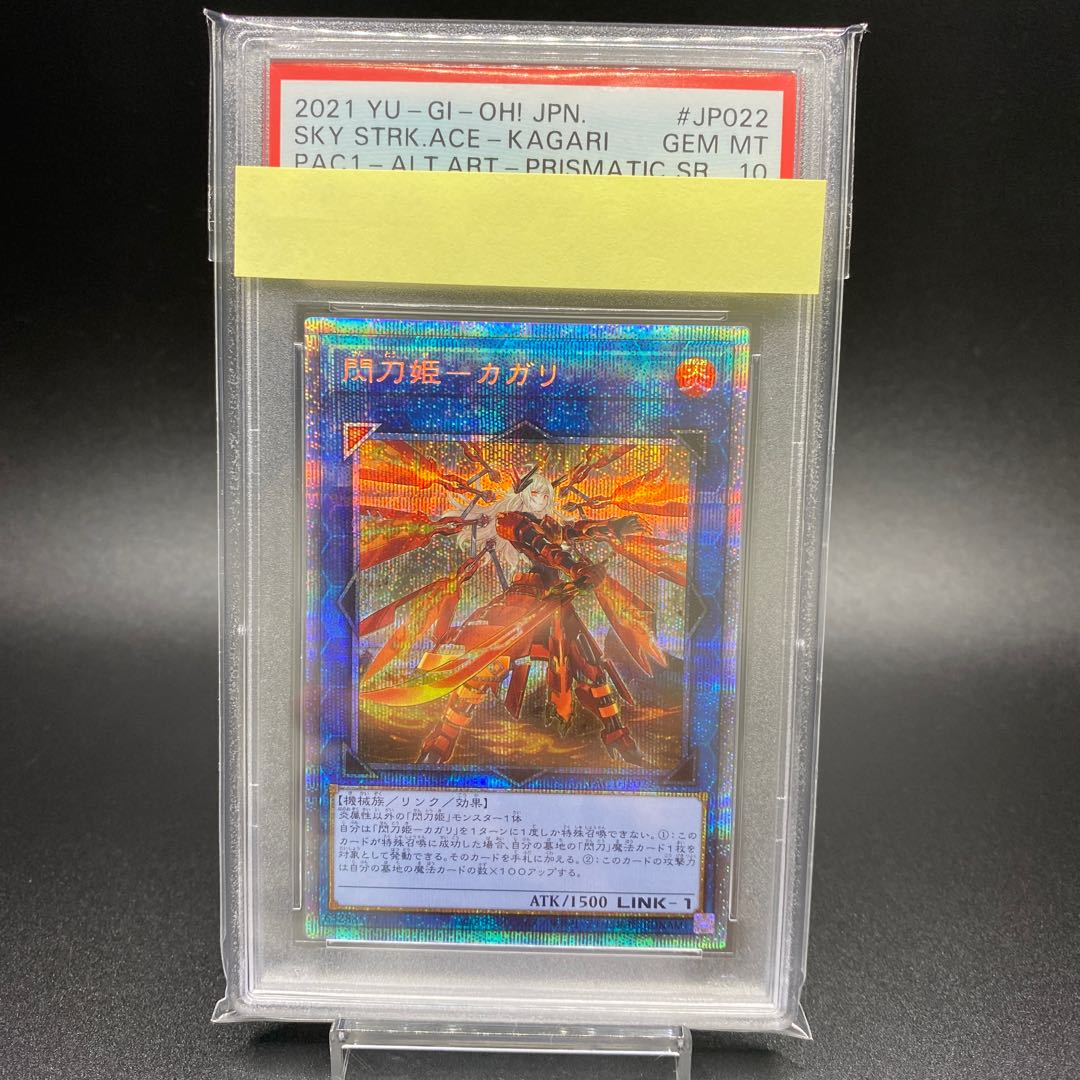 2021 YU-GI-OH! JPN. #JP022
SKY STRK.ACE-KAGARI GEM MT
PAC1-ALT ART-PRISMATIC SR 10
閃刀姫ーカガリ
炎
【機械族/リンク/効果】
炎属性以外の「閃刀姫」モンスター1体
自分は「閃刀姫-カガリ」を1ターンに1度しか特殊召喚できない。①:この
カードが特殊召喚に成功した場合、自分の墓地の「閃刀」魔法カード1枚を
対象として発動できる。そのカードを手札に加える。②:このカードの攻撃力
は自分の墓地の魔法カードの数×100アップする。
ATK/1500 LINK-1